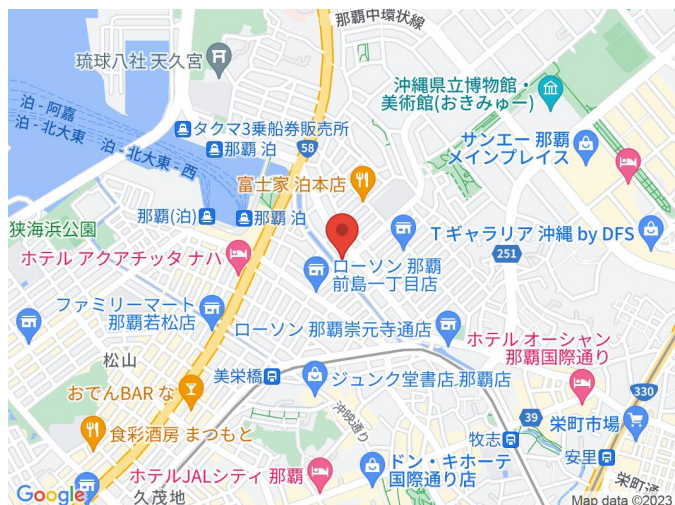 那覇中環状線
琉球八社 天久宮
沖縄県立博物館・
美術館(おきみゅー)
泊 - 阿嘉
泊 - 北大東
泊 - 北大東 - 西
タクマ3乗船券販売所
サンエー 那覇
メインプレイス
那覇 泊
58
富士家 泊本店
狭海浜公園
那覇(泊)
那覇 泊
Tギャラリア 沖縄 by DFS
251
ホテル アクアチッタ ナハ
ローソン 那覇
前島一丁目店
ファミリーマート
那覇若松店
ローソン 那覇崇元寺通店
ホテル オーシャン
那覇国際通り
松山
美栄橋
ジュンク堂書店 那覇店
おでんBAR な
330
沖映通り
39
食彩酒房 まつもと
牧志
栄町市場
安里
ドン・キホーテ
国際通り店
ホテルJALシティ 那覇
栄町通
久茂地
Google
Map data ©2023